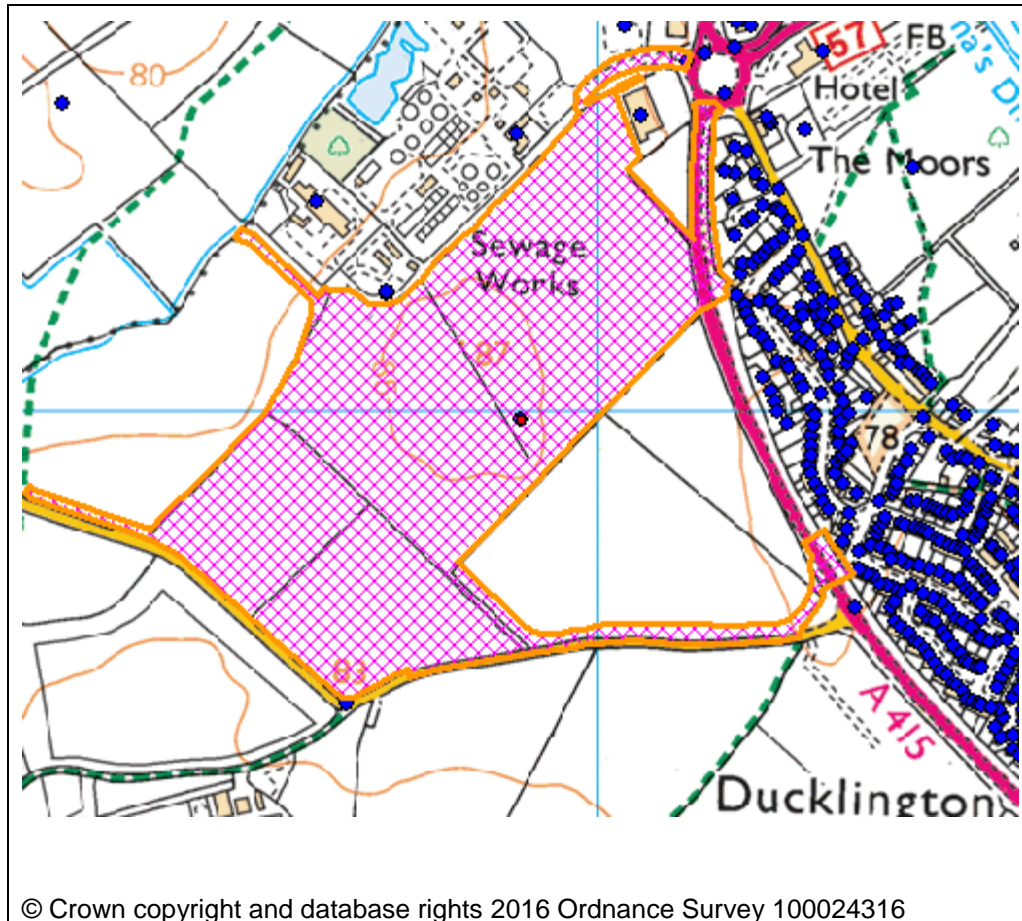 80
57
FB
Hotel
The Moors
Sewage
Works
87
85
78
83
A 415
Ducklington
© Crown copyright and database rights 2016 Ordnance Survey 100024316